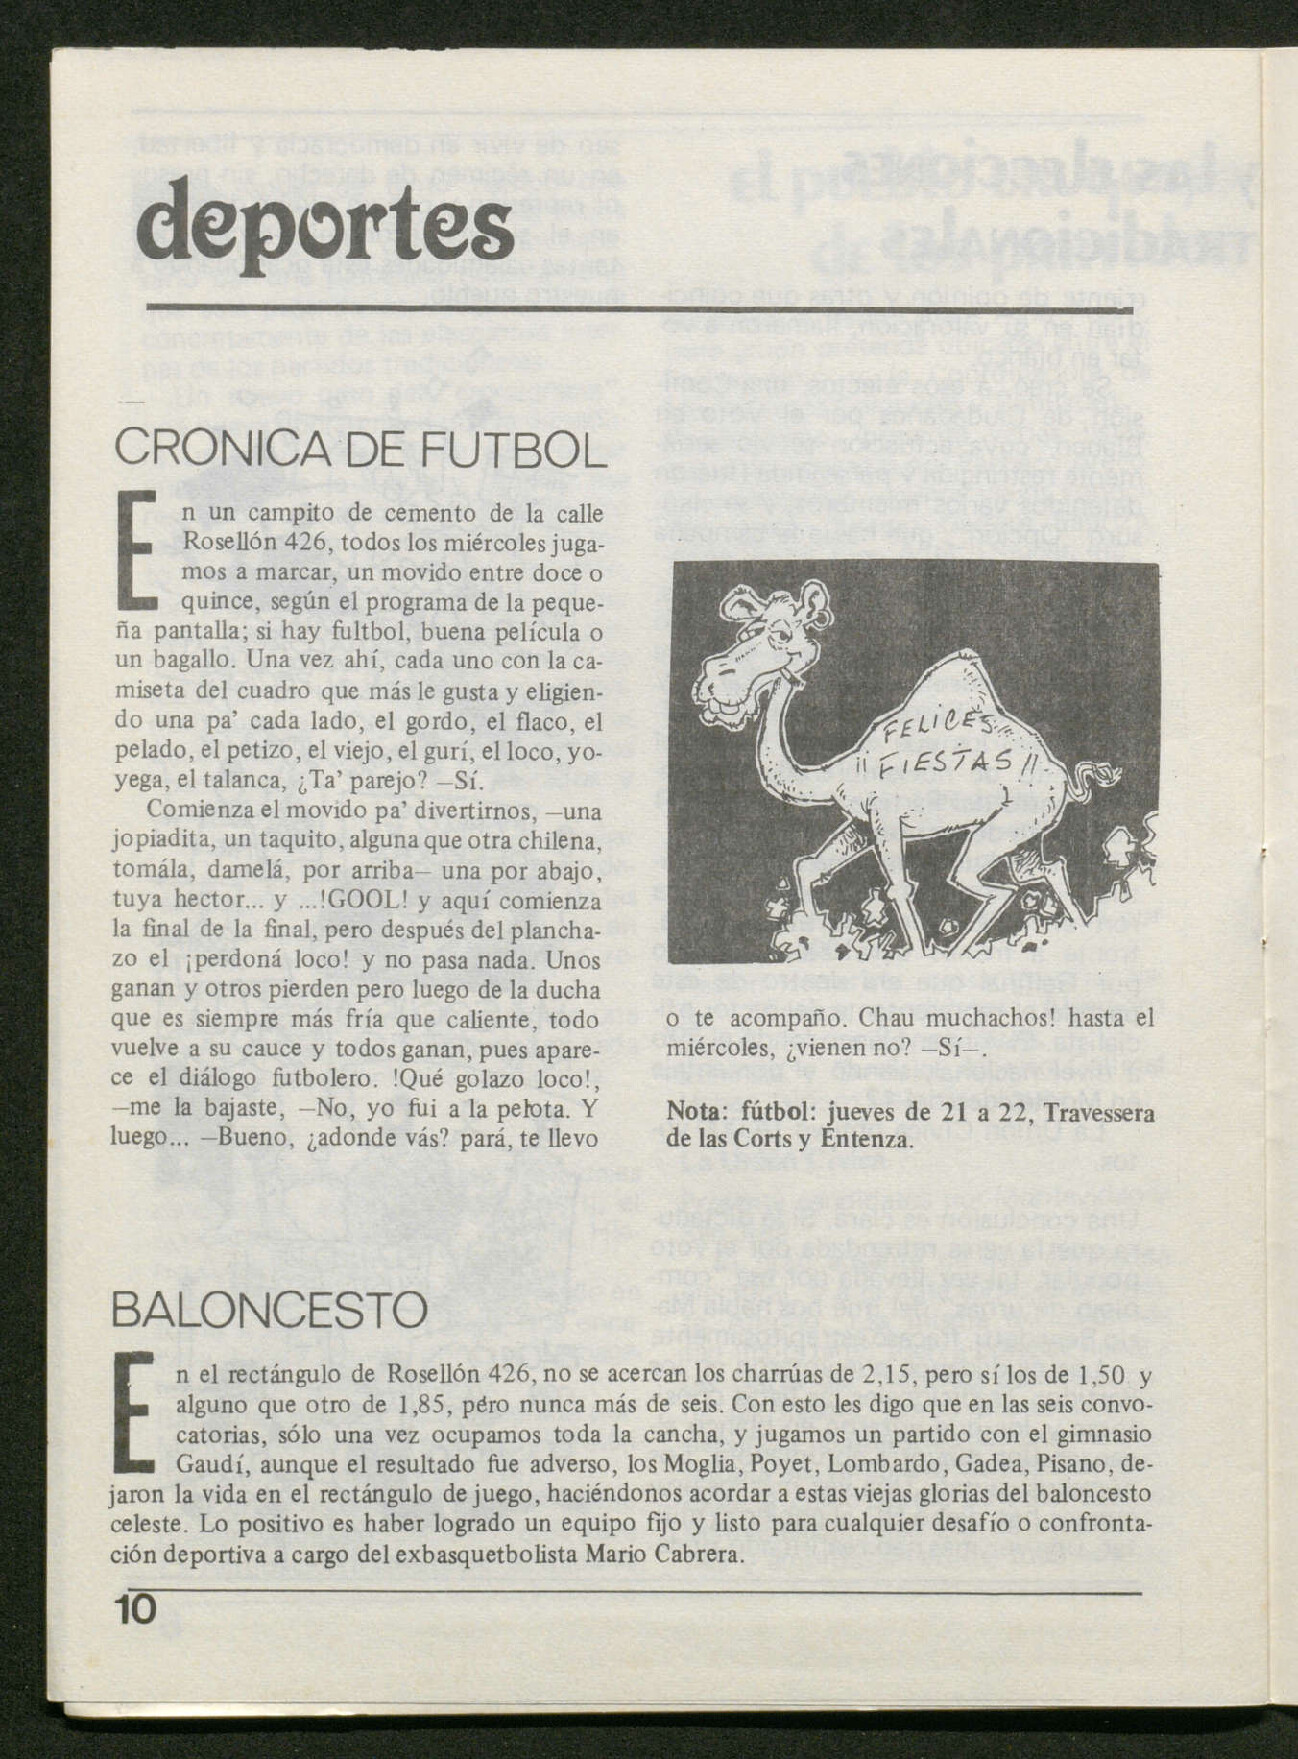 deportes
CRONICA DE FUTBOL
En un campito de cemento de la calle
Rosellón 426, todos los miércoles juga-
mos a marcar, un movido entre doce o
quince, según el programa de la peque-
ña pantalla; si hay fultbol, buena película o
un bagallo. Una vez ahí, cada uno con la ca-
miseta del cuadro que más le gusta y eligien-
do una pa' cada lado, el gordo, el flaco, el
pelado, el petizo, el viejo, el gurí, el loco, yo-
yega, el talanca, ¿Ta' parejo? —Sí.
Comienza el movido pa' divertirnos, —una
jopiadita, un taquito, alguna que otra chilena,
tomála, damelá, por arriba— una por abajo,
tuya hector... y ...!GOOL! y aquí comienza
la final de la final, pero después del plancha-
zo el ¡perdoná loco! y no pasa nada. Unos
ganan y otros pierden pero luego de la ducha
que es siempre más fría que caliente, todo
vuelve a su cauce y todos ganan, pues apare-
ce el diálogo futbolero. !Qué golazo loco!,
—me la bajaste, —No, yo fui a la pelota. Y
luego... —Bueno, ¿adonde vás? pará, te llevo
FELICES
¡¡FIESTAS!!
o te acompaño. Chau muchachos! hasta el
miércoles, ¿vienen no? —Sí—.
Nota: fútbol: jueves de 21 a 22, Travessera
de las Corts y Entenza.
BALONCESTO
En el rectángulo de Rosellón 426, no se acercan los charrúas de 2,15, pero sí los de 1,50 y
alguno que otro de 1,85, péro nunca más de seis. Con esto les digo que en las seis convo-
catorias, sólo una vez ocupamos toda la cancha, y jugamos un partido con el gimnasio
Gaudí, aunque el resultado fue adverso, los Moglia, Poyet, Lombardo, Gadea, Pisano, de-
jaron la vida en el rectángulo de juego, haciéndonos acordar a estas viejas glorias del baloncesto
celeste. Lo positivo es haber logrado un equipo fijo y listo para cualquier desafío o confronta-
ción deportiva a cargo del exbasquetbolista Mario Cabrera.
10